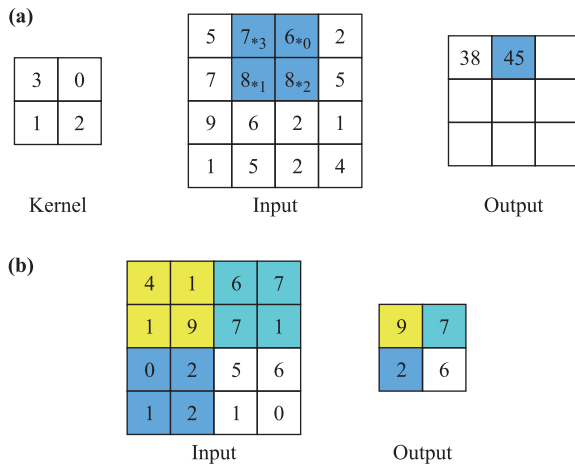 (a)
5 7*3 6*0 2
38 45
3 0
7 8*1 8*2 5
1 2
9 6 2 1
1 5 2 4
Kernel
Input
Output
(b)
4 1 6 7
1 9 7 1
9 7
0 2 5 6
2 6
1 2 1 0
Input
Output